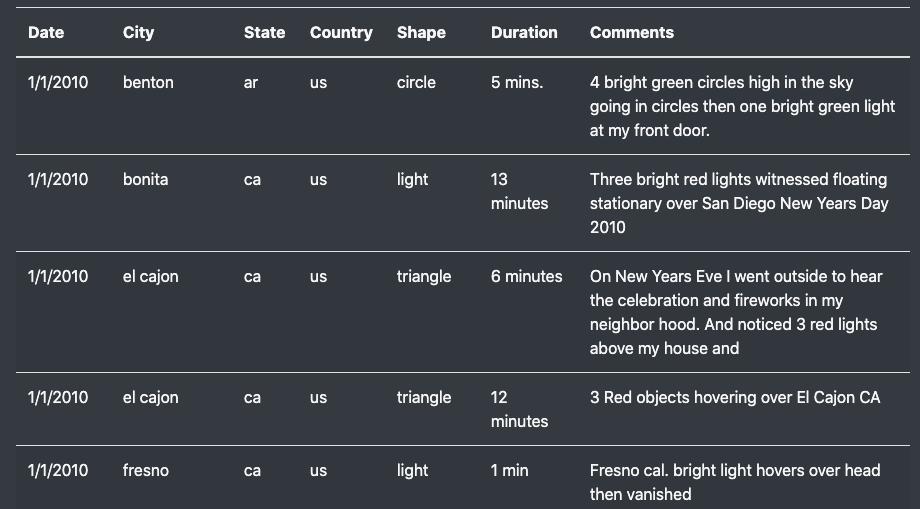 Date City State Country Shape Duration Comments
1/1/2010 benton ar us circle 5 mins. 4 bright green circles high in the sky
going in circles then one bright green light
at my front door.
1/1/2010 bonita ca us light 13 Three bright red lights witnessed floating
minutes stationary over San Diego New Years Day
2010
1/1/2010 el cajon ca us triangle 6 minutes On New Years Eve I went outside to hear
the celebration and fireworks in my
neighbor hood. And noticed 3 red lights
above my house and
1/1/2010 el cajon ca us triangle 12 3 Red objects hovering over El Cajon CA
minutes
1/1/2010 fresno ca us light 1 min Fresno cal. bright light hovers over head
then vanished